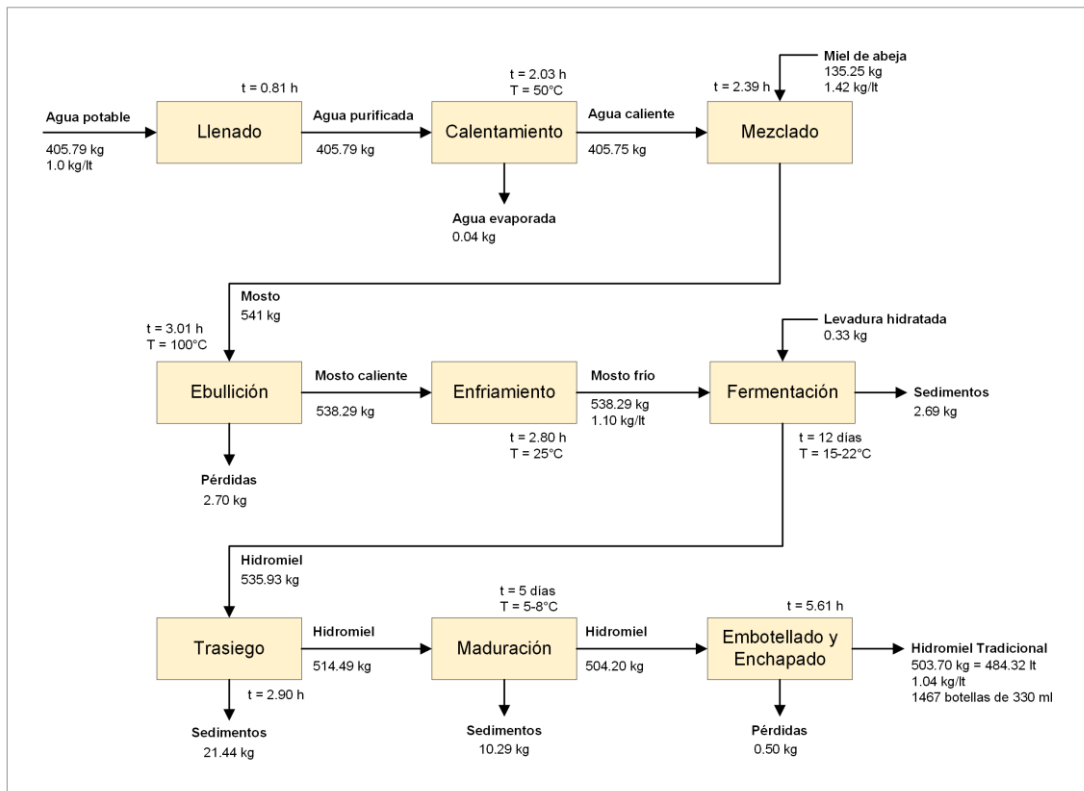 t = 0.81 h
Agua potable
405.79 kg
1.0 kg/lt
Llenado
Agua purificada
405.79 kg
t = 2.03 h
T = 50°C
Calentamiento
Agua evaporada
0.04 kg
Agua caliente
405.75 kg
t = 2.39 h
Miel de abeja
135.25 kg
1.42 kg/lt
Mezclado
Mosto
541 kg
t = 3.01 h
T = 100°C
Ebullición
Pérdidas
2.70 kg
Mosto caliente
538.29 kg
Enfriamiento
t = 2.80 h
T = 25°C
Mosto frío
538.29 kg
1.10 kg/lt
Levadura hidratada
0.33 kg
Fermentación
Sedimentos
2.69 kg
t = 12 días
T = 15-22°C
Hidromiel
535.93 kg
Trasiego
t = 2.90 h
Sedimentos
21.44 kg
Hidromiel
514.49 kg
t = 5 días
T = 5-8°C
Maduración
Sedimentos
10.29 kg
Hidromiel
504.20 kg
t = 5.61 h
Embotellado y
Enchapado
Pérdidas
0.50 kg
Hidromiel Tradicional
503.70 kg = 484.32 lt
1.04 kg/lt
1467 botellas de 330 ml